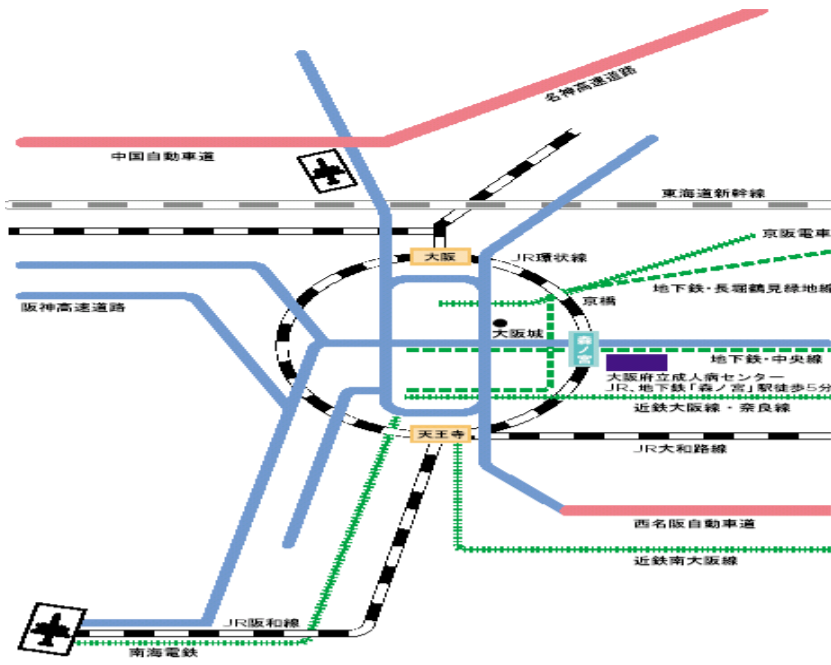 名神高速道路
中国自動車道
東海道新幹線
京阪電車
大阪
JR環状線
地下鉄・長堀鶴見緑地線
京橋
阪神高速道路
大阪城
森ノ宮
地下鉄・中央線
大阪府立成人病センター
JR、地下鉄「森ノ宮」駅徒歩5分
近鉄大阪線・奈良線
天王寺
JR大和路線
西名阪自動車道
近鉄南大阪線
JR阪和線
南海電鉄